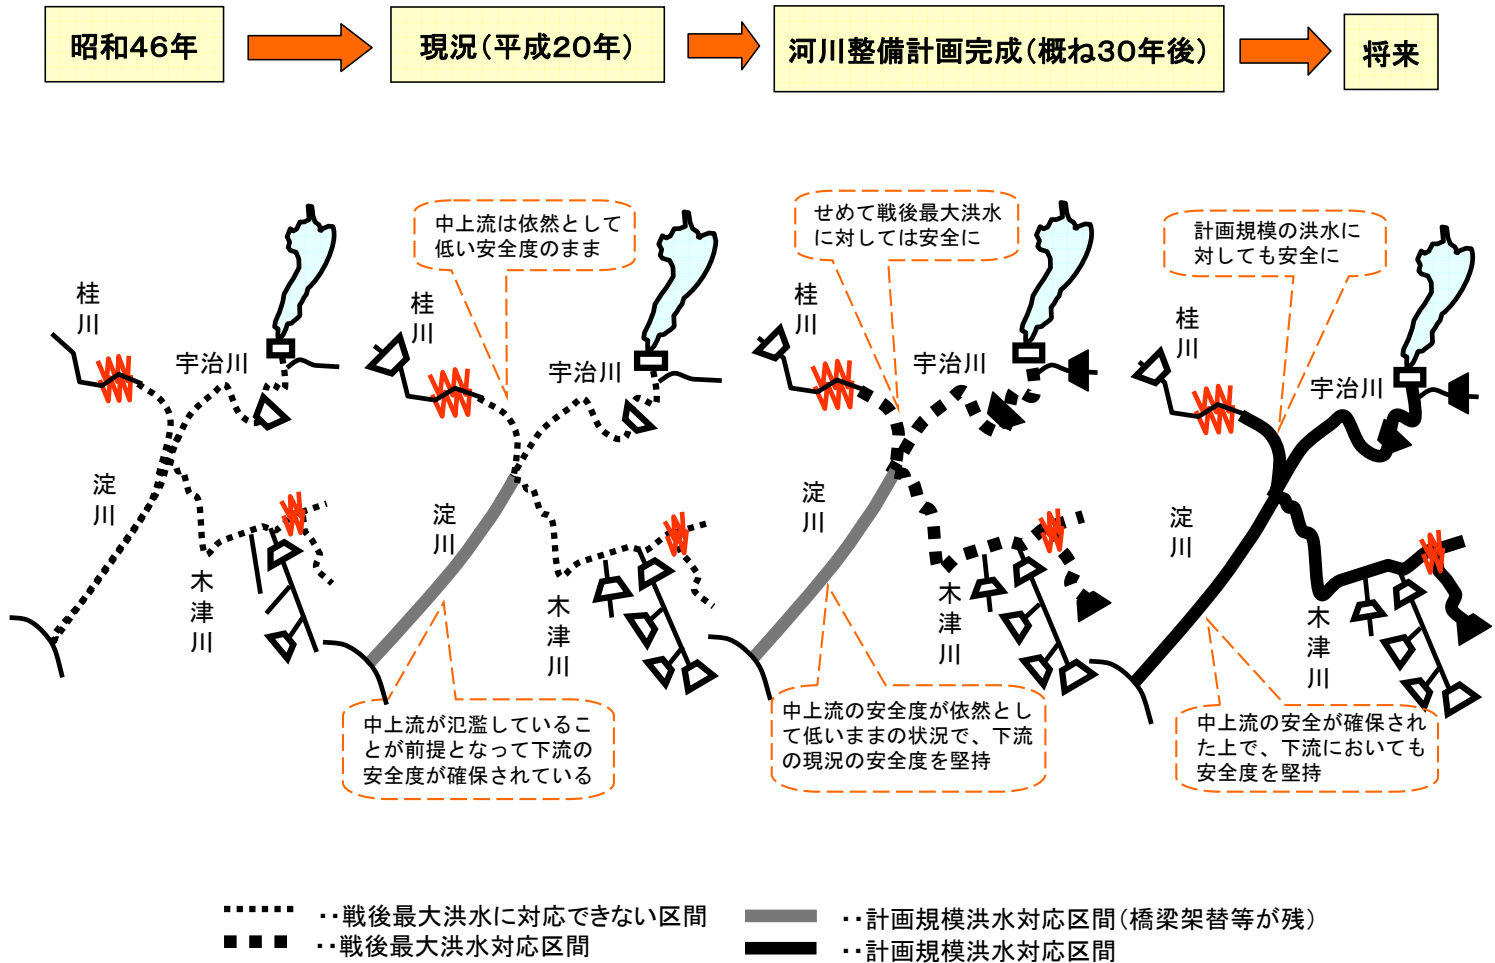 昭和46年
現況（平成20年）
河川整備計画完成（概ね30年後）
将来
桂川
宇治川
淀川
木津川
中上流は依然として
低い安全度のまま
桂川
宇治川
淀川
木津川
中上流が氾濫しているこ
とが前提となって下流の
安全度が確保されている
せめて戦後最大洪水
に対しては安全に
桂川
宇治川
淀川
木津川
中上流の安全度が依然とし
て低いままの状況で、下流
の現況の安全度を堅持
計画規模の洪水に
対しても安全に
桂川
宇治川
淀川
木津川
中上流の安全が確保され
た上で、下流においても
安全度を堅持
‥戦後最大洪水に対応できない区間
‥戦後最大洪水対応区間
‥計画規模洪水対応区間（橋梁架替等が残）
‥計画規模洪水対応区間